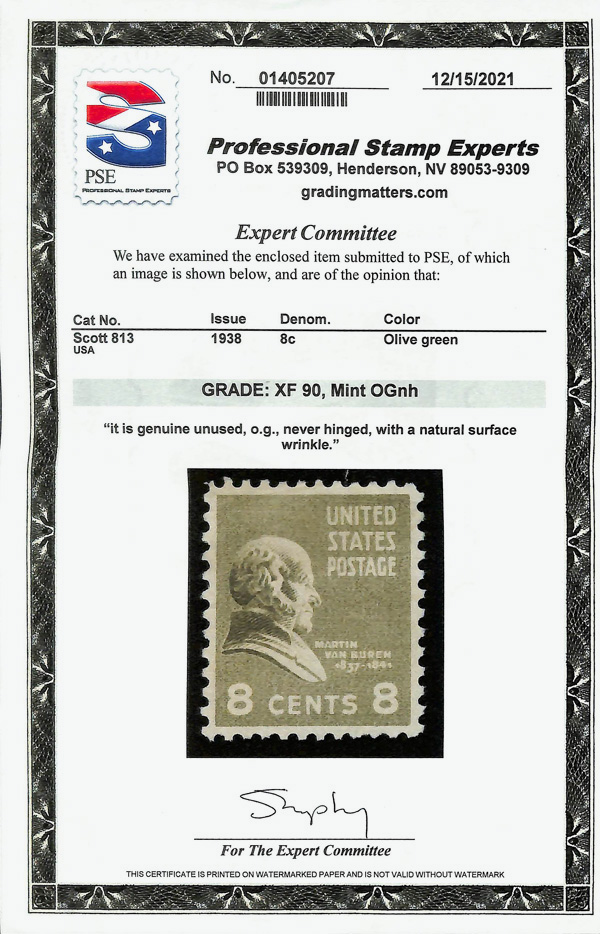 No. 01405207 12/15/2021
PSE
PROFESSIONAL STAMP EXPERTS
Professional Stamp Experts
PO Box 539309, Henderson, NV 89053-9309
gradingmatters.com
Expert Committee
We have examined the enclosed item submitted to PSE, of which
an image is shown below, and are of the opinion that:
Cat No. Issue Denom. Color
Scott 813 1938 8c Olive green
USA
GRADE: XF 90, Mint OGnh
“it is genuine unused, o.g., never hinged, with a natural surface
wrinkle.”
UNITED
STATES
POSTAGE
MARTIN
VAN BUREN
1837-1841
8 CENTS 8
For The Expert Committee
THIS CERTIFICATE IS PRINTED ON WATERMARKED PAPER AND IS NOT VALID WITHOUT WATERMARK